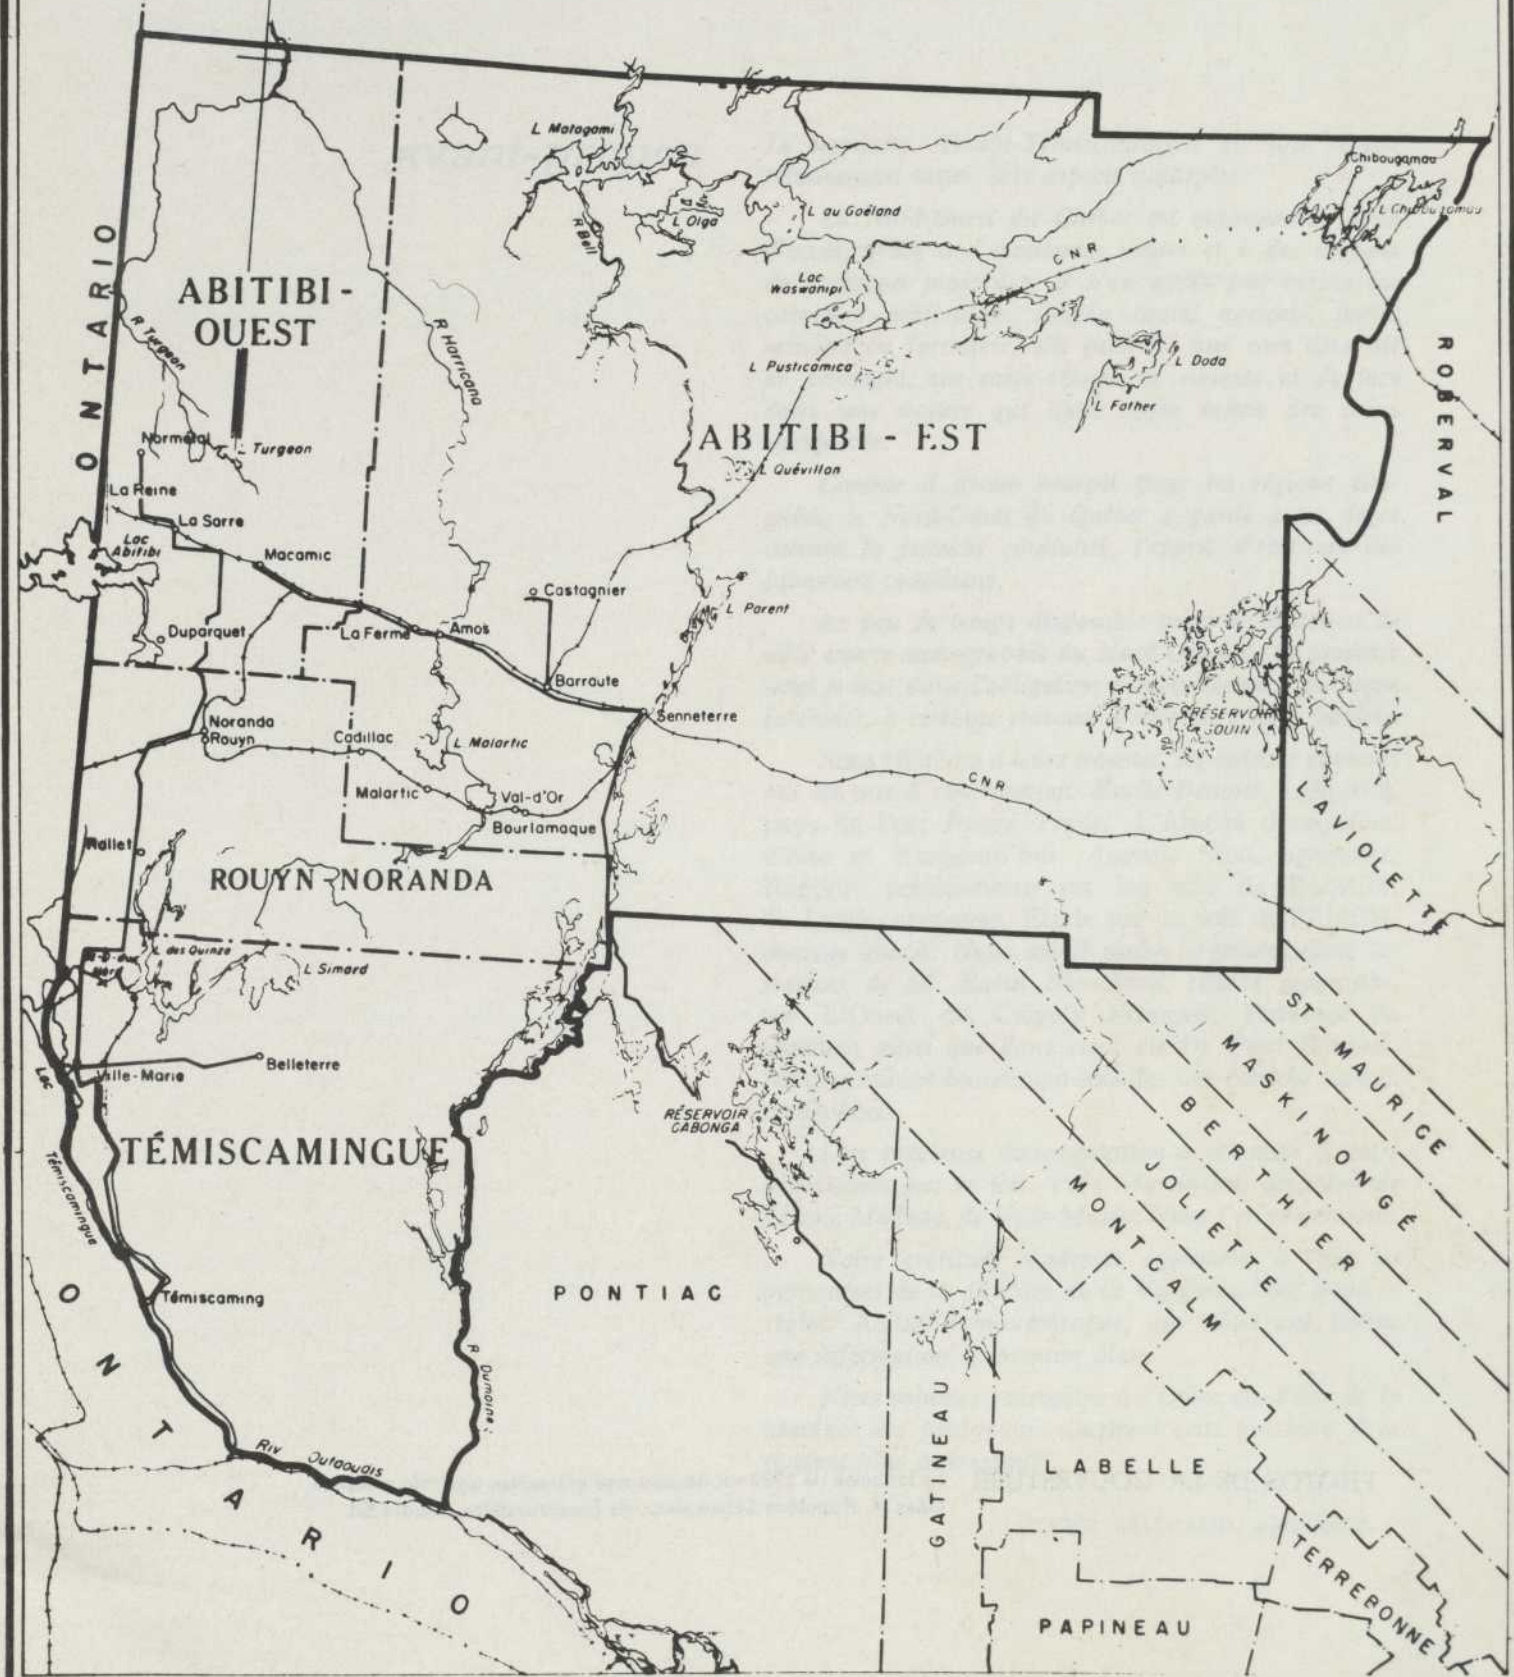 L Matagami
Chibougamau
L Olga
L au Goéland
L Chibougamau
R Bell
ONTARIO
CNR
ABITIBI-
OUEST
Lac
Waswanipi
R Turgeon
R Harricana
ROBERVAL
L Pusticamica
L Doda
L Father
Normétal
ABITIBI - EST
L Turgeon
L Quévillon
La Reine
La Sarre
Lac
Abitibi
Macamic
Castagnier
L Parent
Duparquet
La Ferme
Amos
Barraute
Senneterre
RÉSERVOIR
GOUIN
Noranda
Rouyn
Cadillac
L Malartic
CNR
Malartic
Val-d'Or
Bourlamaque
LAVIOLETTE
Rollet
ROUYN-NORANDA
L des Quinze
L Simard
ST-MAURICE
MASKINONGÉ
BERTHIER
JOLIETTE
MONTCALM
Belleterre
Ville-Marie
Lac
Témiscamingue
RÉSERVOIR
CABONGA
TÉMISCAMINGUE
PONTIAC
Témiscaming
ONTARIO
R Dumoine
Riv Outaouais
GATINEAU
LABELLE
TERREBONNE
PAPINEAU